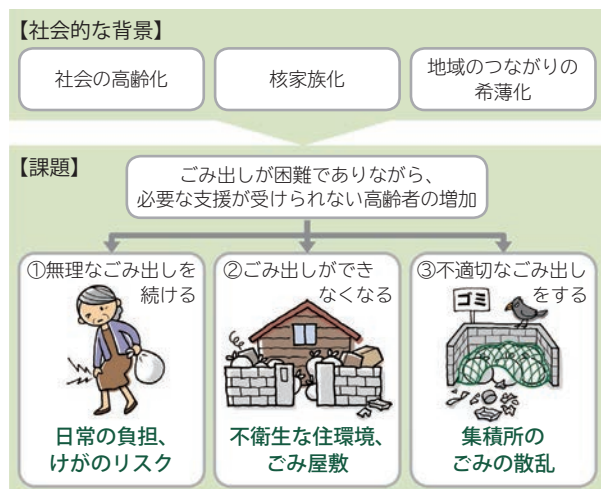 【社会的な背景】
社会の高齢化
核家族化
地域のつながりの
希薄化
【課題】
ごみ出しが困難でありながら、
必要な支援が受けられない高齢者の増加
①無理なごみ出しを
続ける
日常の負担、
けがのリスク
②ごみ出しができ
なくなる
不衛生な住環境、
ごみ屋敷
③不適切なごみ出し
をする
ゴミ
集積所の
ごみの散乱